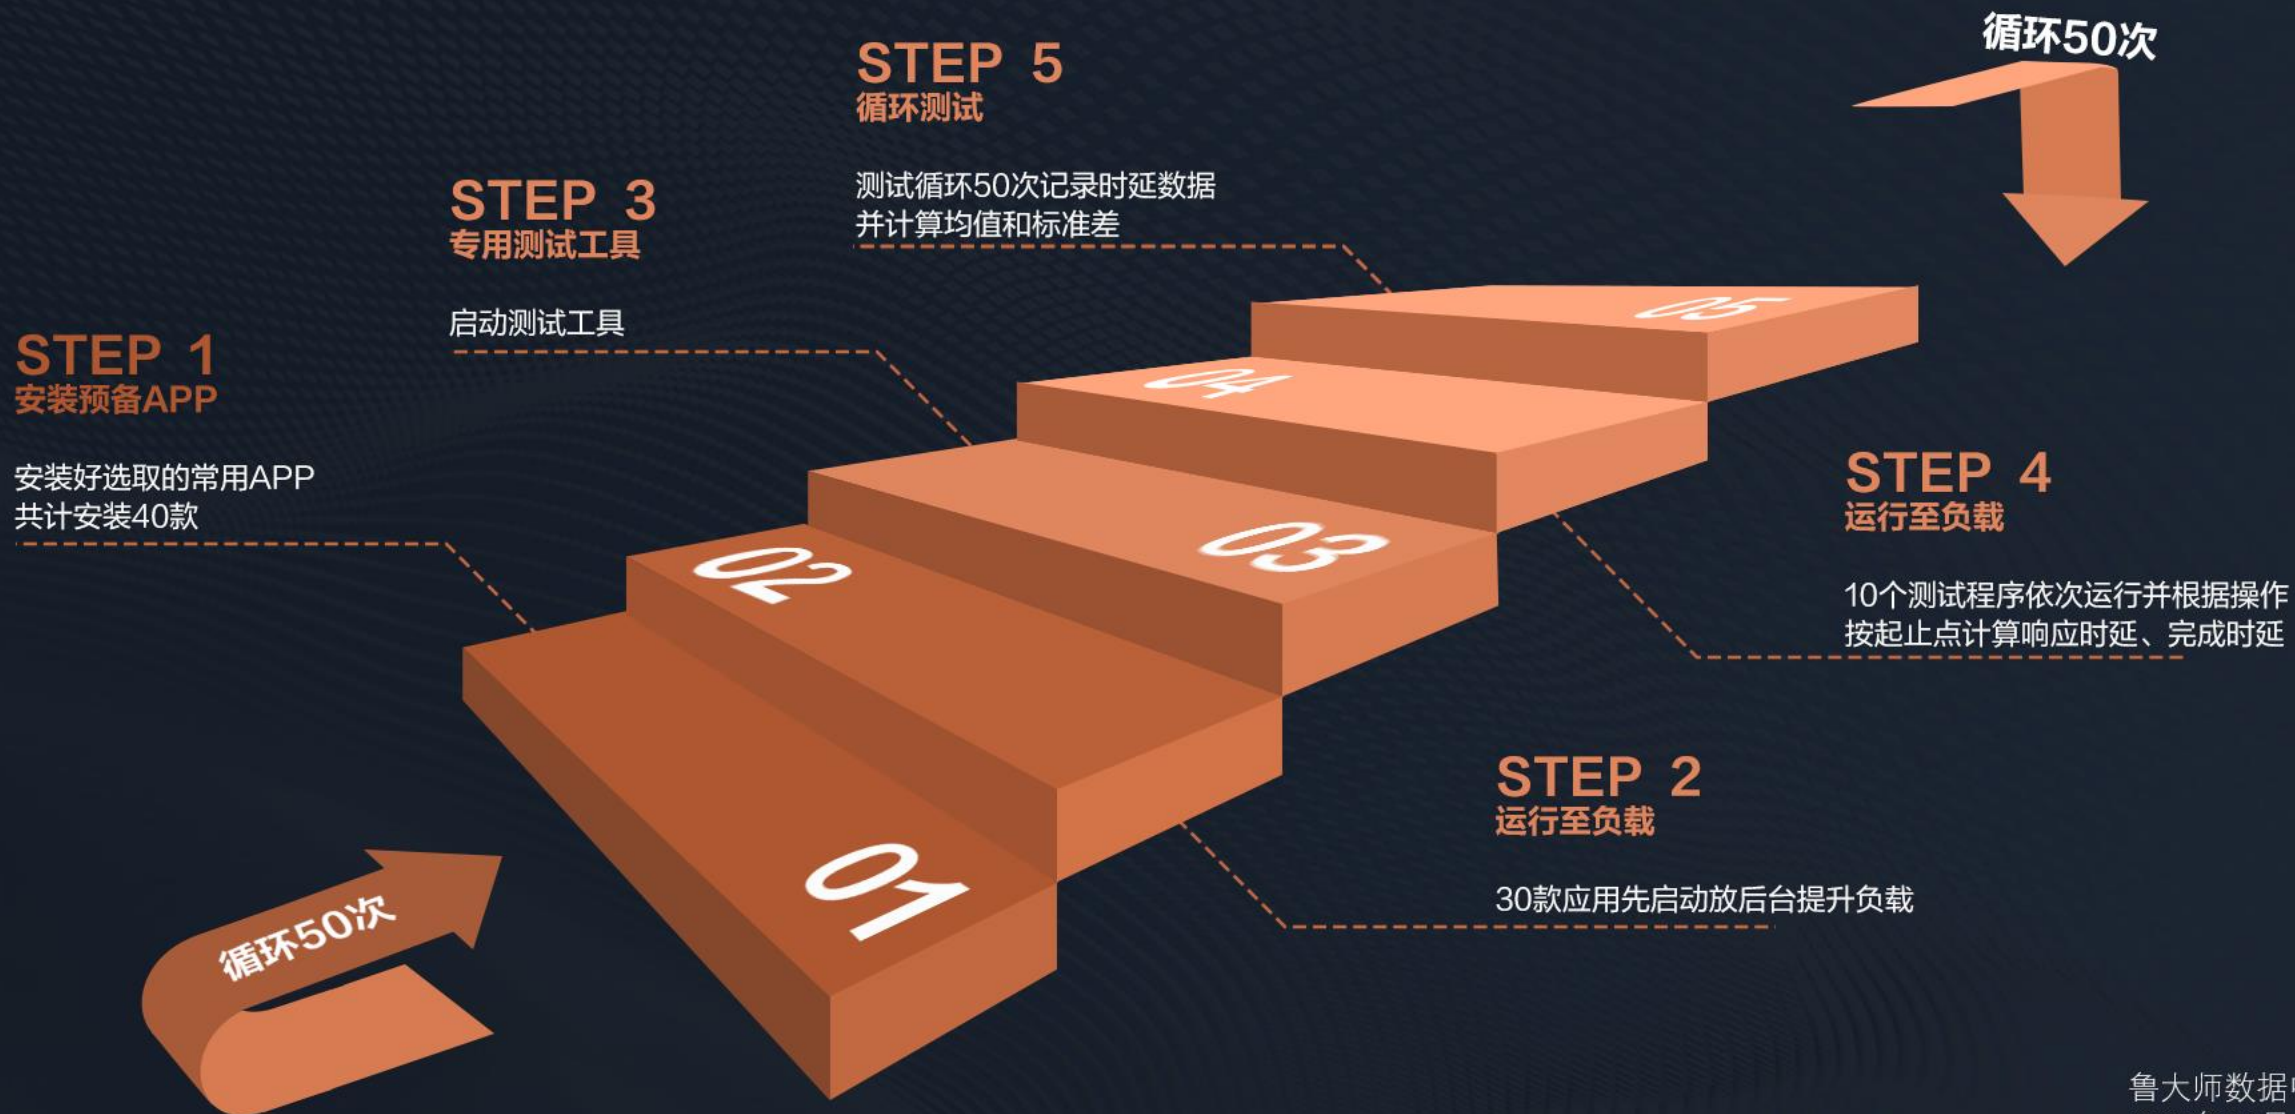 循环50次
STEP 5
循环测试
测试循环50次记录时延数据
并计算均值和标准差
STEP 3
专用测试工具
启动测试工具
STEP 1
安装预备APP
安装好选取的常用APP
共计安装40款
05
04
03
02
01
STEP 4
运行至负载
10个测试程序依次运行并根据操作
按起止点计算响应时延、完成时延
STEP 2
运行至负载
30款应用先启动放后台提升负载
循环50次
鲁大师数据